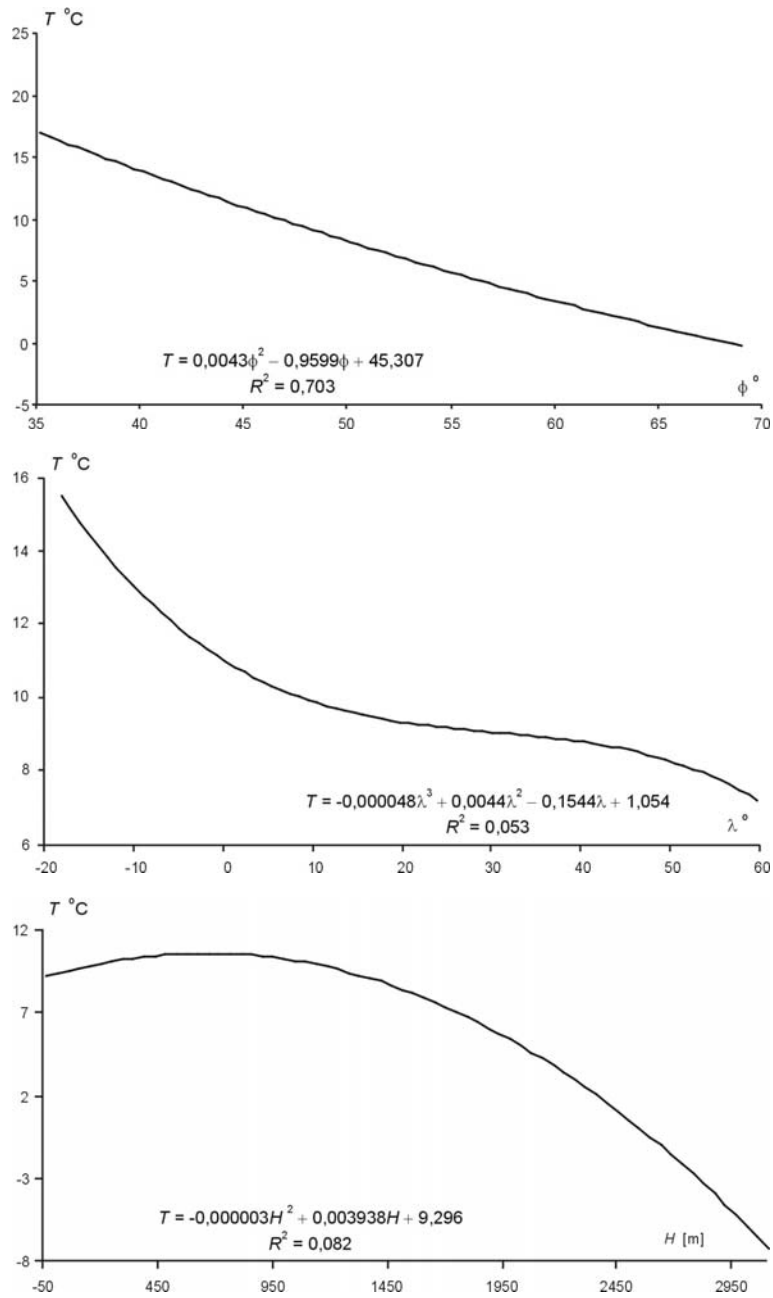 T °C
25
20
15
10
5
0
-5
T = 0,0043ϕ² – 0,9599ϕ + 45,307
R² = 0,703
ϕ °
35 40 45 50 55 60 65 70
T °C
16
14
12
10
8
6
T = -0,000048λ³ + 0,0044λ² – 0,1544λ + 1,054
R² = 0,053
λ °
-20 -10 0 10 20 30 40 50 60
T °C
12
7
2
-3
-8
T = -0,000003H² + 0,003938H + 9,296
R² = 0,082
H [m]
-50 450 950 1450 1950 2450 2950